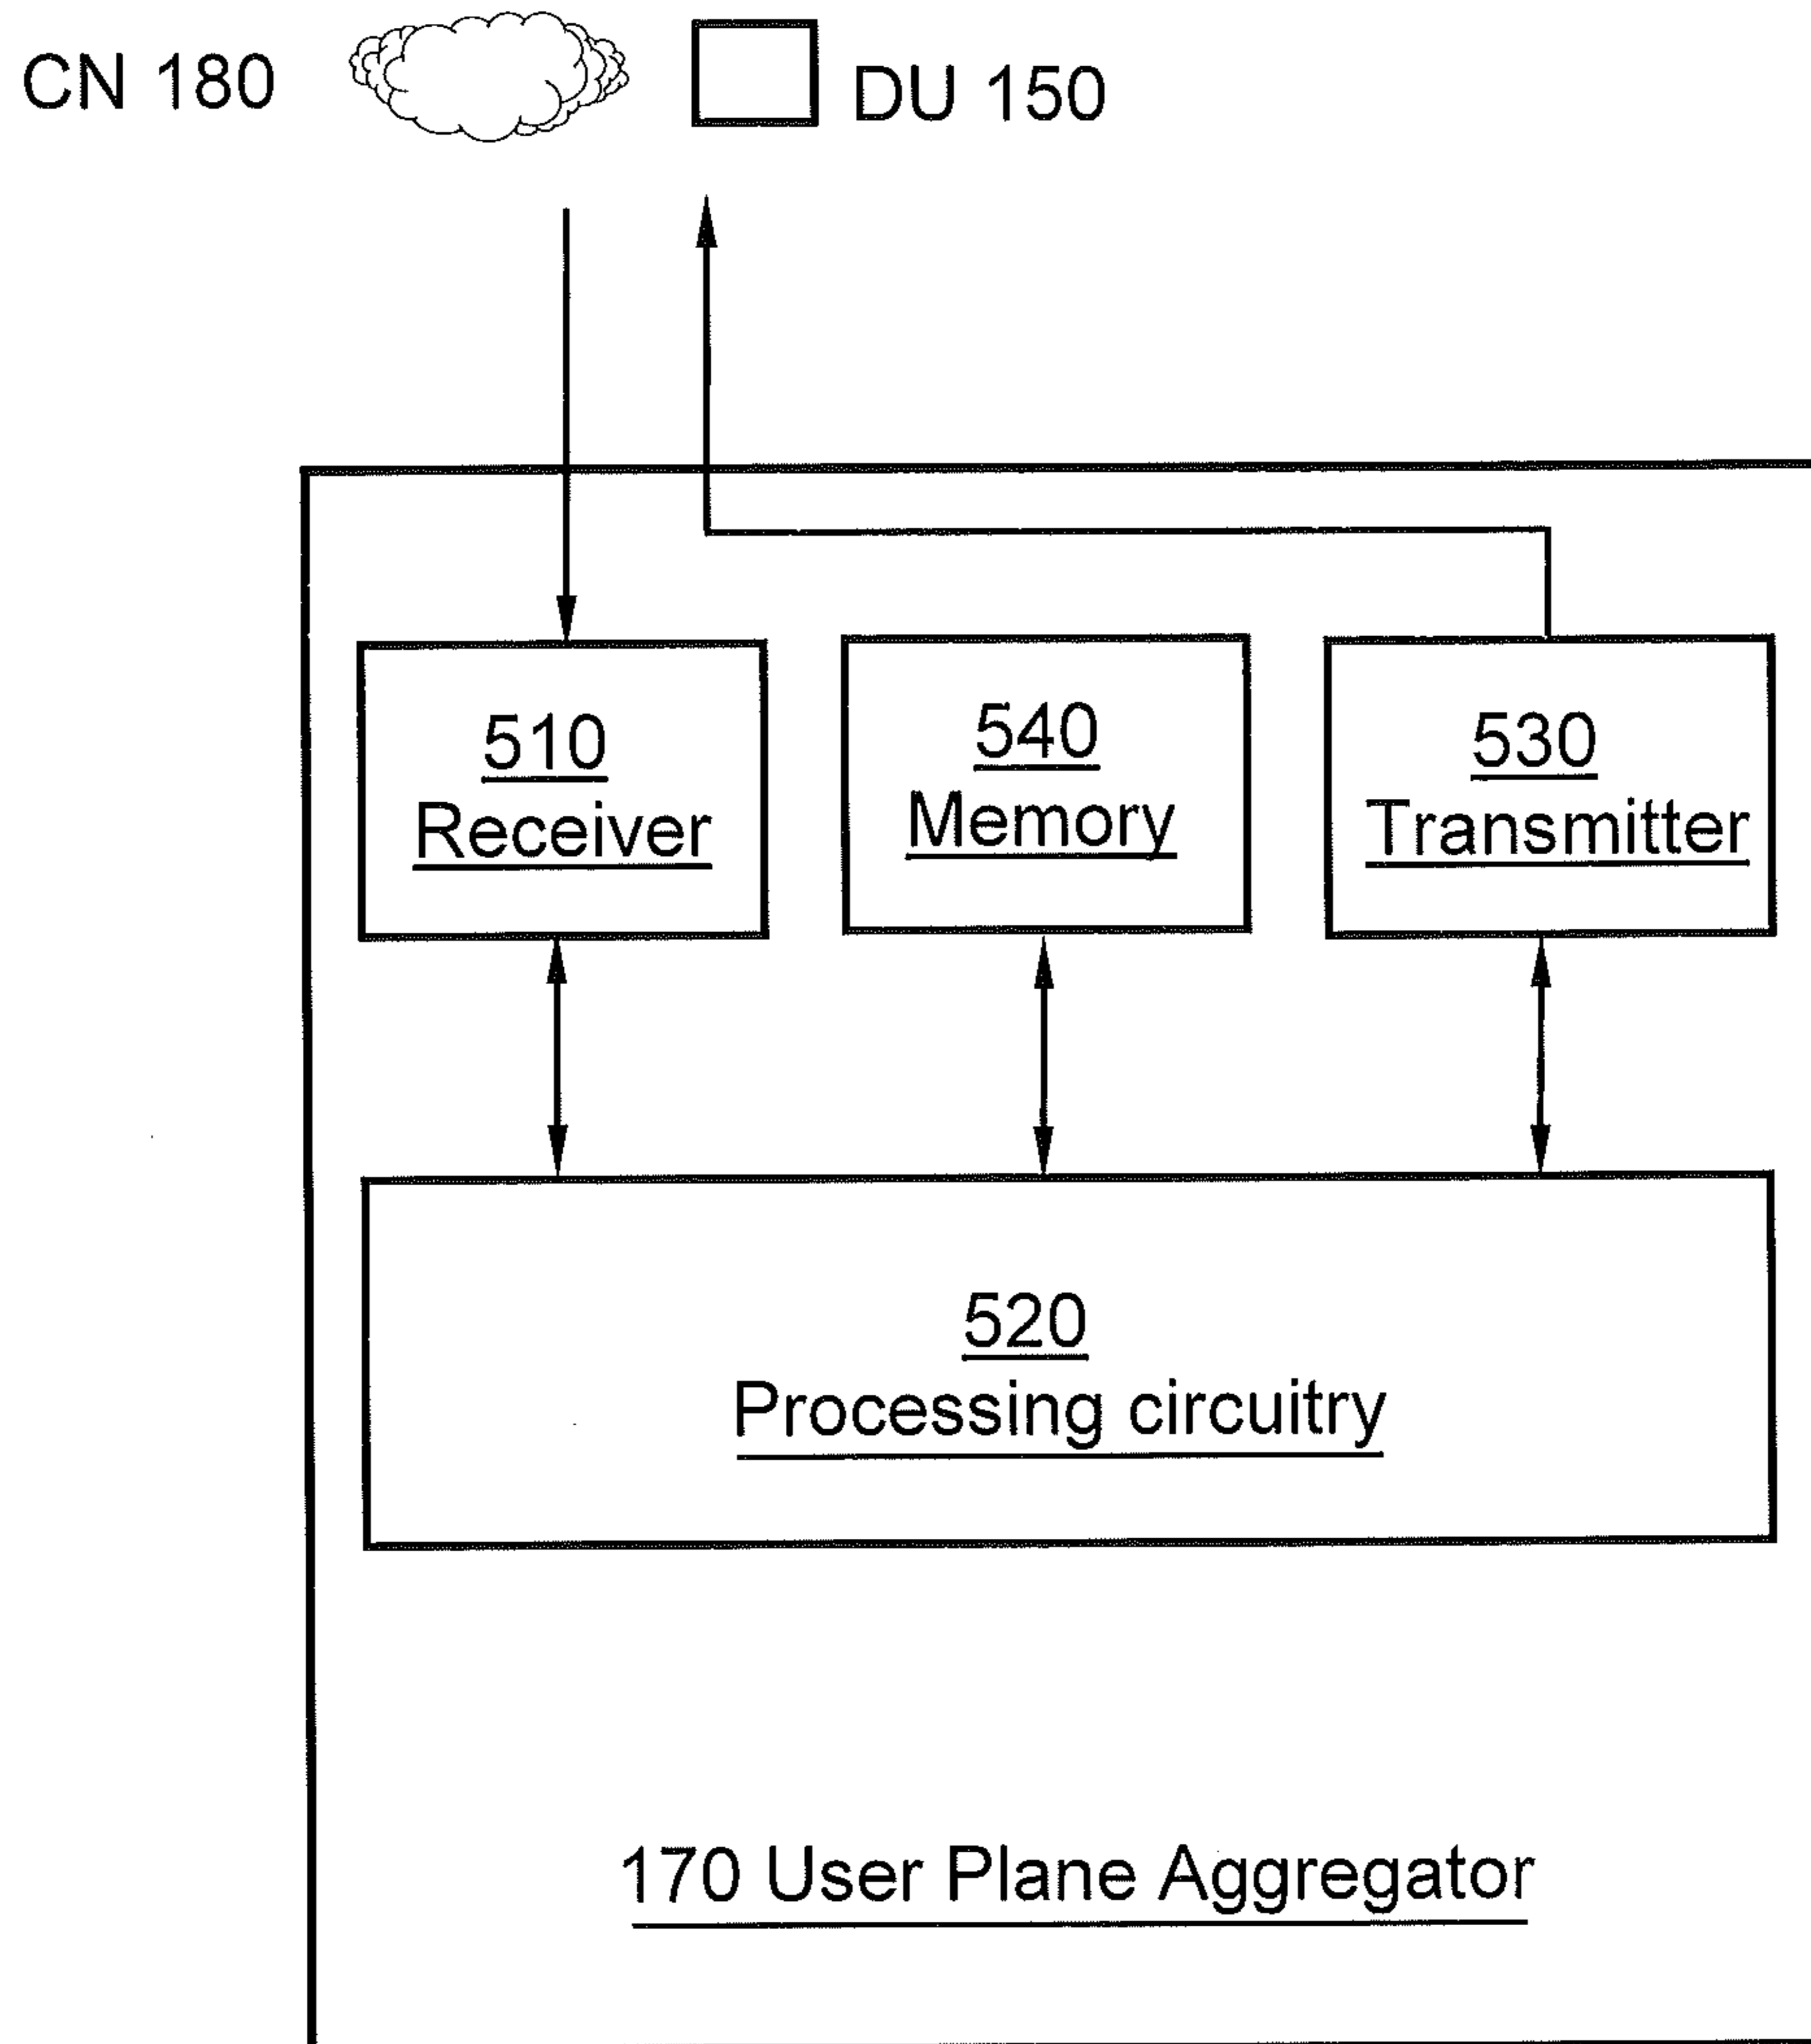 CN 180
DU 150
510
Receiver
540
Memory
530
Transmitter
520
Processing circuitry
170 User Plane Aggregator